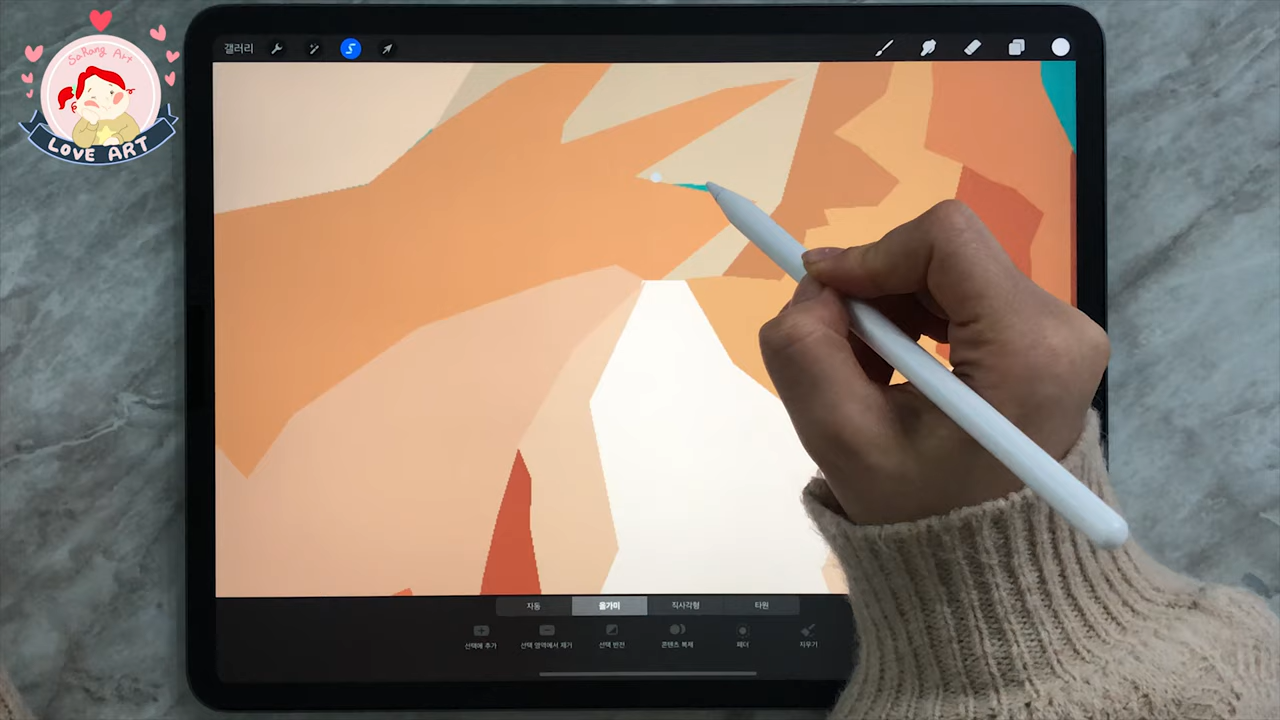 SaRang Art
LOVE ART
갤러리
자동
올가미
직사각형
타원
선택에 추가
선택 영역에서 제거
선택 반전
콘텐츠 복제
페더
지우기